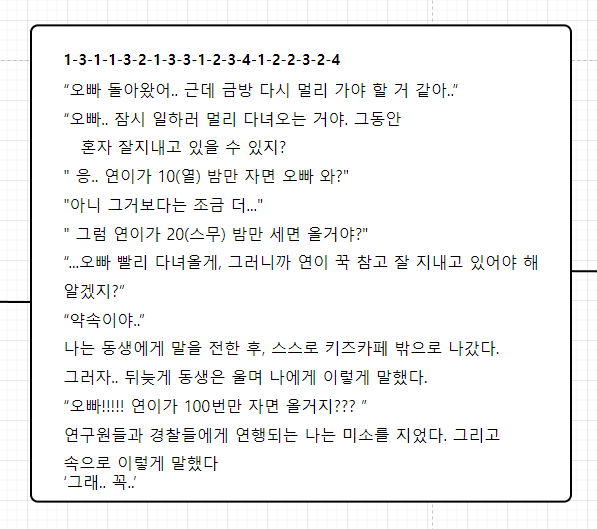 1-3-1-1-3-2-1-3-3-1-2-3-4-1-2-2-3-2-4
“오빠 돌아왔어.. 근데 금방 다시 멀리 가야 할 거 같아..”
“오빠.. 잠시 일하러 멀리 다녀오는 거야. 그동안
혼자 잘지내고 있을 수 있지?
" 응.. 연이가 10(열) 밤만 자면 오빠 와?"
"아니 그거보다는 조금 더..."
" 그럼 연이가 20(스무) 밤만 세면 올거야?"
“...오빠 빨리 다녀올게, 그러니까 연이 꾹 참고 잘 지내고 있어야 해
알겠지?”
“약속이야..”
나는 동생에게 말을 전한 후, 스스로 키즈카페 밖으로 나갔다.
그러자.. 뒤늦게 동생은 울며 나에게 이렇게 말했다.
“오빠!!!!! 연이가 100번만 자면 올거지??? ”
연구원들과 경찰들에게 연행되는 나는 미소를 지었다. 그리고
속으로 이렇게 말했다
‘그래.. 꼭..’